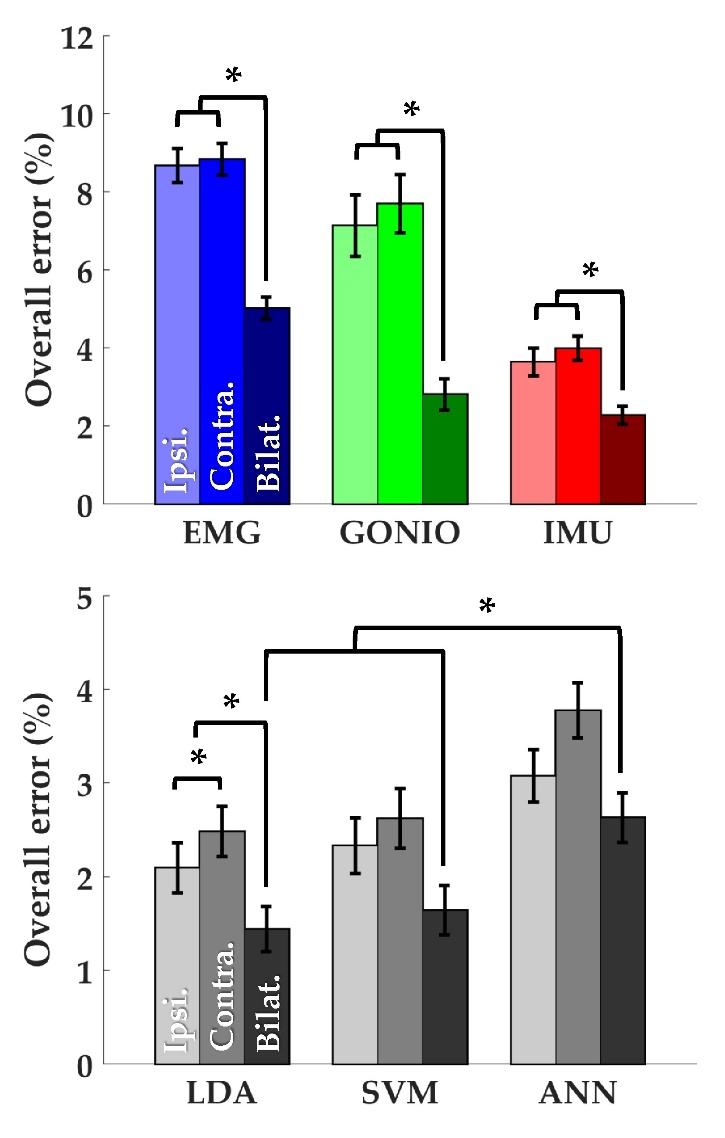 Overall error (%)
12
10
8
6
4
2
0
*
*
*
Ipsi.
Contra.
Bilat.
EMG GONIO IMU
Overall error (%)
5
4
3
2
1
0
*
*
*
Ipsi.
Contra.
Bilat.
LDA SVM ANN